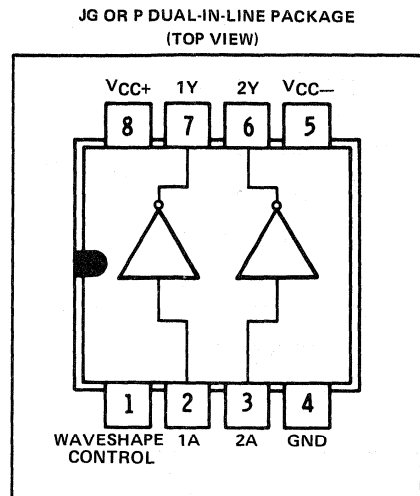 JG OR P DUAL-IN-LINE PACKAGE
(TOP VIEW)
VCC+ 1Y 2Y VCC−
8 7 6 5
1 2 3 4
WAVESHAPE CONTROL 1A 2A GND